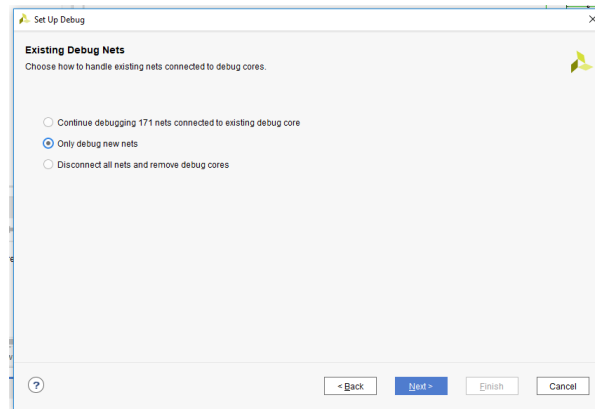 Set Up Debug
Existing Debug Nets
Choose how to handle existing nets connected to debug cores.
Continue debugging 171 nets connected to existing debug core
Only debug new nets
Disconnect all nets and remove debug cores
? < Back Next > Finish Cancel